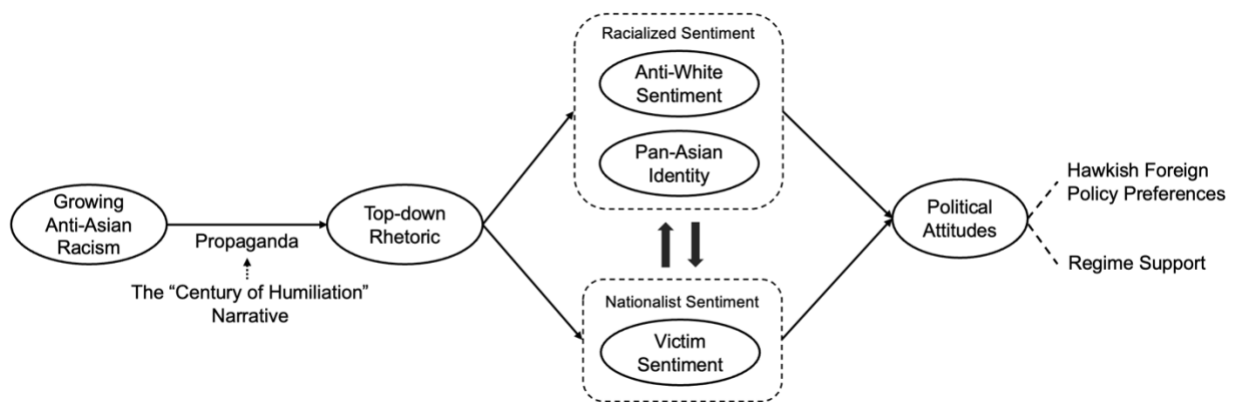 Growing
Anti-Asian
Racism
Propaganda
The “Century of Humiliation”
Narrative
Top-down
Rhetoric
Racialized Sentiment
Anti-White
Sentiment
Pan-Asian
Identity
Nationalist Sentiment
Victim
Sentiment
Political
Attitudes
Hawkish Foreign
Policy Preferences
Regime Support